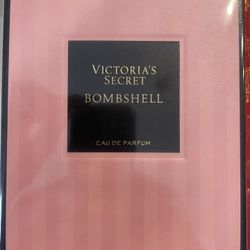 VICTORIA'S
SECRET
BOMBSHELL
EAU DE PARFUM